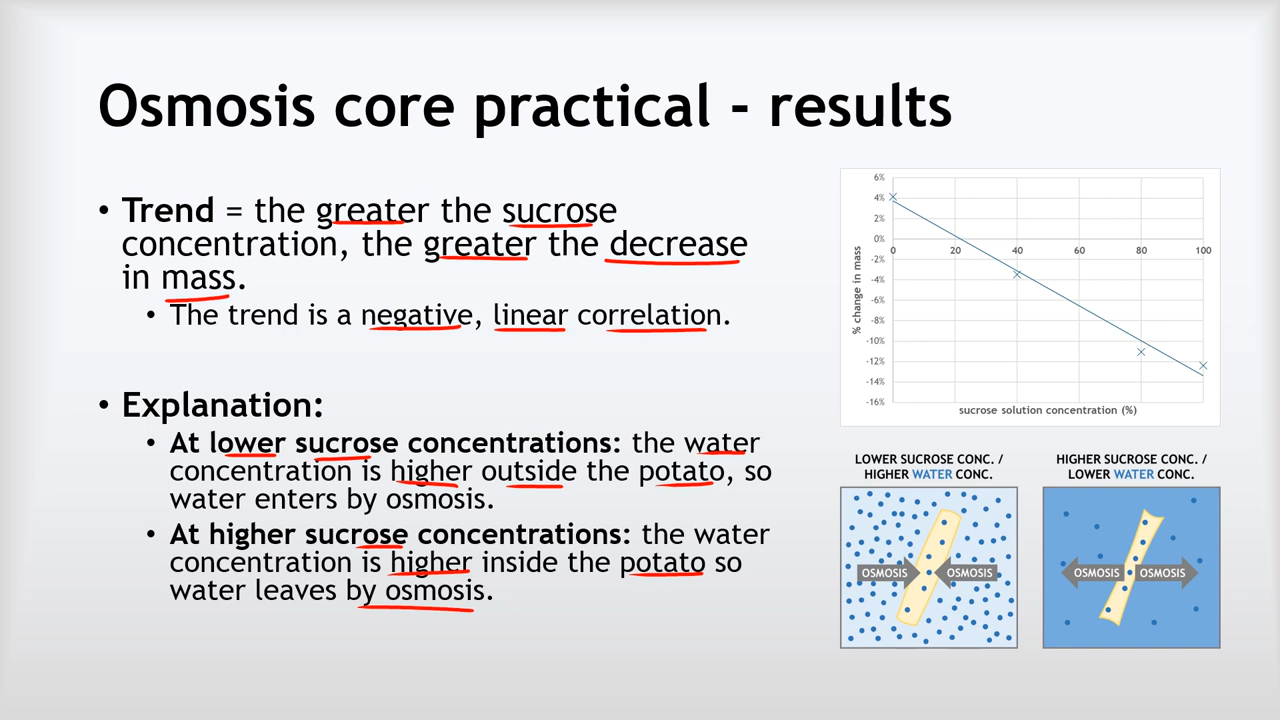 Osmosis core practical - results
• Trend = the greater the sucrose
concentration, the greater the decrease
in mass.
• The trend is a negative, linear correlation.
• Explanation:
• At lower sucrose concentrations: the water
concentration is higher outside the potato, so
water enters by osmosis.
• At higher sucrose concentrations: the water
concentration is higher inside the potato so
water leaves by osmosis.
6%
4%
2%
0%
0 20 40 60 80 100
-2%
-4%
-6%
-8%
-10%
-12%
-14%
-16%
% change in mass
sucrose solution concentration (%)
LOWER SUCROSE CONC. /
HIGHER WATER CONC.
OSMOSIS OSMOSIS
HIGHER SUCROSE CONC. /
LOWER WATER CONC.
OSMOSIS OSMOSIS